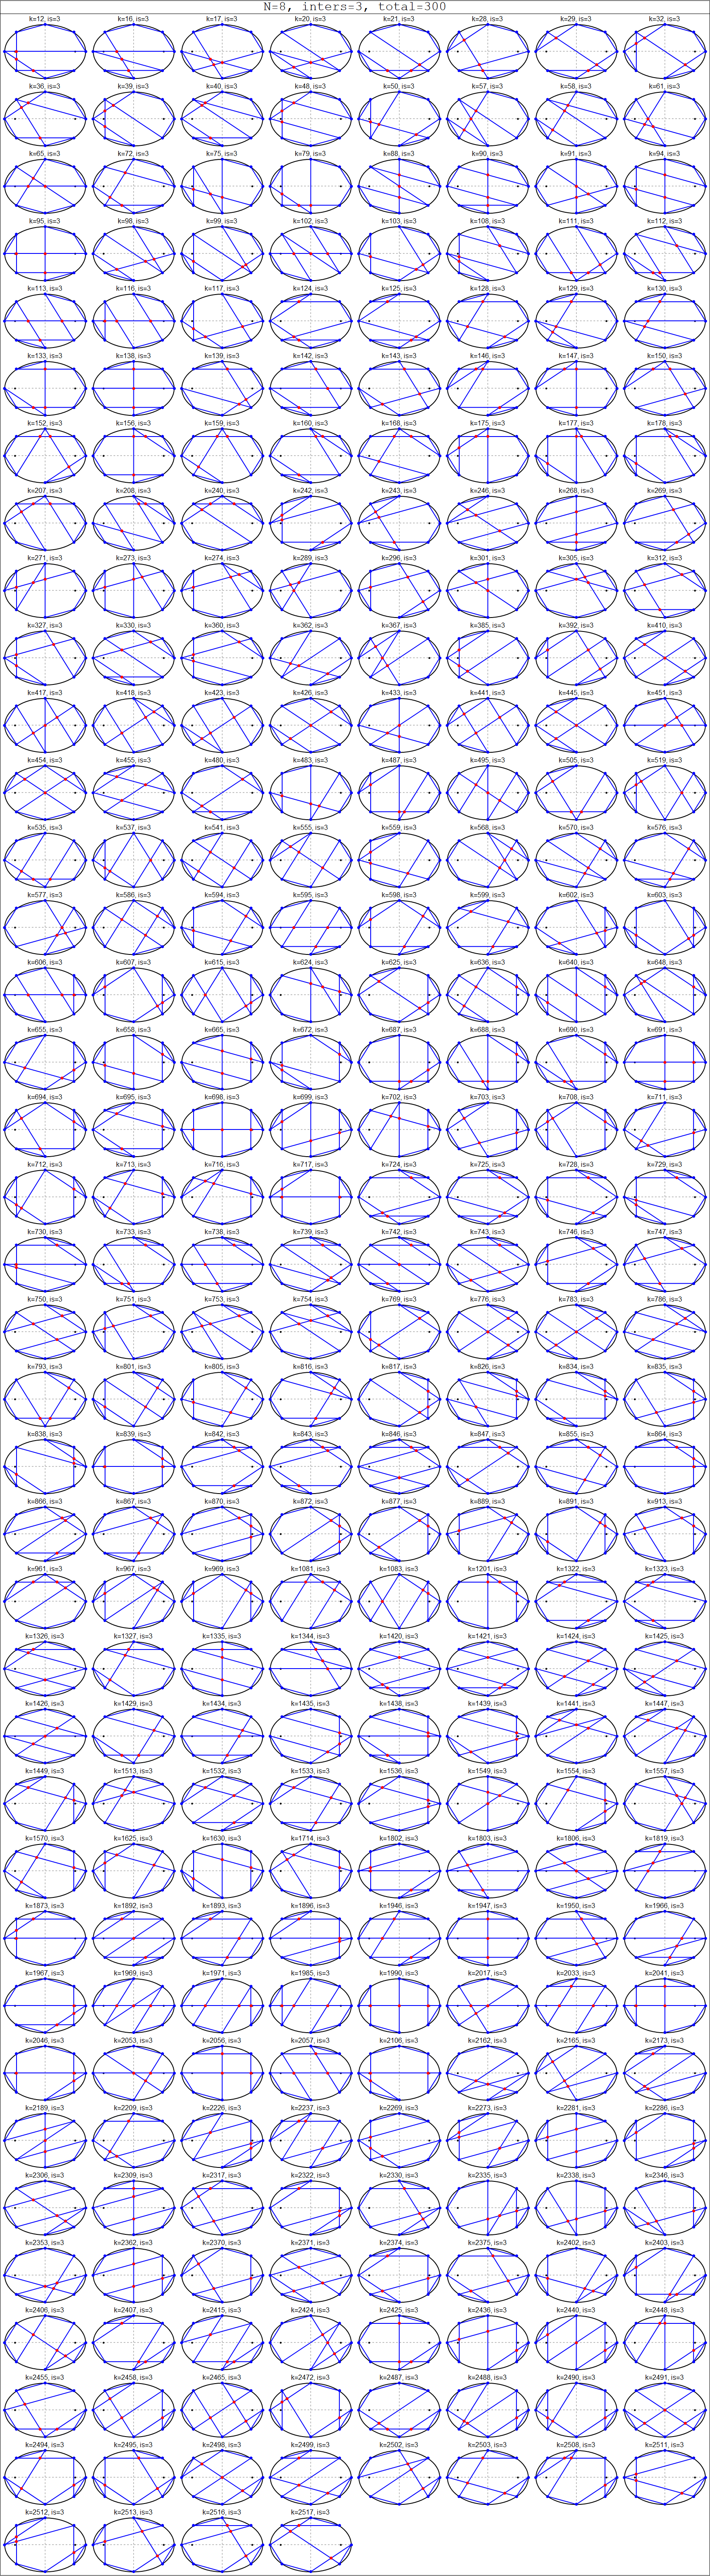 N=8, inters=3, total=300
k=12, is=3 k=16, is=3 k=17, is=3 k=20, is=3 k=21, is=3 k=28, is=3 k=29, is=3 k=32, is=3
k=36, is=3 k=39, is=3 k=40, is=3 k=48, is=3 k=50, is=3 k=57, is=3 k=58, is=3 k=61, is=3
k=65, is=3 k=72, is=3 k=75, is=3 k=79, is=3 k=88, is=3 k=90, is=3 k=91, is=3 k=94, is=3
k=95, is=3 k=98, is=3 k=99, is=3 k=102, is=3 k=103, is=3 k=108, is=3 k=111, is=3 k=112, is=3
k=113, is=3 k=116, is=3 k=117, is=3 k=124, is=3 k=125, is=3 k=128, is=3 k=129, is=3 k=130, is=3
k=133, is=3 k=138, is=3 k=139, is=3 k=142, is=3 k=143, is=3 k=146, is=3 k=147, is=3 k=150, is=3
k=152, is=3 k=156, is=3 k=159, is=3 k=160, is=3 k=168, is=3 k=175, is=3 k=177, is=3 k=178, is=3
k=207, is=3 k=208, is=3 k=240, is=3 k=242, is=3 k=243, is=3 k=246, is=3 k=268, is=3 k=269, is=3
k=271, is=3 k=273, is=3 k=274, is=3 k=289, is=3 k=296, is=3 k=301, is=3 k=305, is=3 k=312, is=3
k=327, is=3 k=330, is=3 k=360, is=3 k=362, is=3 k=367, is=3 k=385, is=3 k=392, is=3 k=410, is=3
k=417, is=3 k=418, is=3 k=423, is=3 k=426, is=3 k=433, is=3 k=441, is=3 k=445, is=3 k=451, is=3
k=454, is=3 k=455, is=3 k=480, is=3 k=483, is=3 k=487, is=3 k=495, is=3 k=505, is=3 k=519, is=3
k=535, is=3 k=537, is=3 k=541, is=3 k=555, is=3 k=559, is=3 k=568, is=3 k=570, is=3 k=576, is=3
k=577, is=3 k=586, is=3 k=594, is=3 k=595, is=3 k=598, is=3 k=599, is=3 k=602, is=3 k=603, is=3
k=606, is=3 k=607, is=3 k=615, is=3 k=624, is=3 k=625, is=3 k=636, is=3 k=640, is=3 k=648, is=3
k=655, is=3 k=658, is=3 k=665, is=3 k=672, is=3 k=687, is=3 k=688, is=3 k=690, is=3 k=691, is=3
k=694, is=3 k=695, is=3 k=698, is=3 k=699, is=3 k=702, is=3 k=703, is=3 k=708, is=3 k=711, is=3
k=712, is=3 k=713, is=3 k=716, is=3 k=717, is=3 k=724, is=3 k=725, is=3 k=728, is=3 k=729, is=3
k=730, is=3 k=733, is=3 k=738, is=3 k=739, is=3 k=742, is=3 k=743, is=3 k=746, is=3 k=747, is=3
k=750, is=3 k=751, is=3 k=753, is=3 k=754, is=3 k=769, is=3 k=776, is=3 k=783, is=3 k=786, is=3
k=793, is=3 k=801, is=3 k=805, is=3 k=816, is=3 k=817, is=3 k=826, is=3 k=834, is=3 k=835, is=3
k=838, is=3 k=839, is=3 k=842, is=3 k=843, is=3 k=846, is=3 k=847, is=3 k=855, is=3 k=864, is=3
k=866, is=3 k=867, is=3 k=870, is=3 k=872, is=3 k=877, is=3 k=889, is=3 k=891, is=3 k=913, is=3
k=961, is=3 k=967, is=3 k=969, is=3 k=1081, is=3 k=1083, is=3 k=1201, is=3 k=1322, is=3 k=1323, is=3
k=1326, is=3 k=1327, is=3 k=1335, is=3 k=1344, is=3 k=1420, is=3 k=1421, is=3 k=1424, is=3 k=1425, is=3
k=1426, is=3 k=1429, is=3 k=1434, is=3 k=1435, is=3 k=1438, is=3 k=1439, is=3 k=1441, is=3 k=1447, is=3
k=1449, is=3 k=1513, is=3 k=1532, is=3 k=1533, is=3 k=1536, is=3 k=1549, is=3 k=1554, is=3 k=1557, is=3
k=1570, is=3 k=1625, is=3 k=1630, is=3 k=1714, is=3 k=1802, is=3 k=1803, is=3 k=1806, is=3 k=1819, is=3
k=1873, is=3 k=1892, is=3 k=1893, is=3 k=1896, is=3 k=1946, is=3 k=1947, is=3 k=1950, is=3 k=1966, is=3
k=1967, is=3 k=1969, is=3 k=1971, is=3 k=1985, is=3 k=1990, is=3 k=2017, is=3 k=2033, is=3 k=2041, is=3
k=2046, is=3 k=2053, is=3 k=2056, is=3 k=2057, is=3 k=2106, is=3 k=2162, is=3 k=2165, is=3 k=2173, is=3
k=2189, is=3 k=2209, is=3 k=2226, is=3 k=2237, is=3 k=2269, is=3 k=2273, is=3 k=2281, is=3 k=2286, is=3
k=2306, is=3 k=2309, is=3 k=2317, is=3 k=2322, is=3 k=2330, is=3 k=2335, is=3 k=2338, is=3 k=2346, is=3
k=2353, is=3 k=2362, is=3 k=2370, is=3 k=2371, is=3 k=2374, is=3 k=2375, is=3 k=2402, is=3 k=2403, is=3
k=2406, is=3 k=2407, is=3 k=2415, is=3 k=2424, is=3 k=2425, is=3 k=2436, is=3 k=2440, is=3 k=2448, is=3
k=2455, is=3 k=2458, is=3 k=2465, is=3 k=2472, is=3 k=2487, is=3 k=2488, is=3 k=2490, is=3 k=2491, is=3
k=2494, is=3 k=2495, is=3 k=2498, is=3 k=2499, is=3 k=2502, is=3 k=2503, is=3 k=2508, is=3 k=2511, is=3
k=2512, is=3 k=2513, is=3 k=2516, is=3 k=2517, is=3